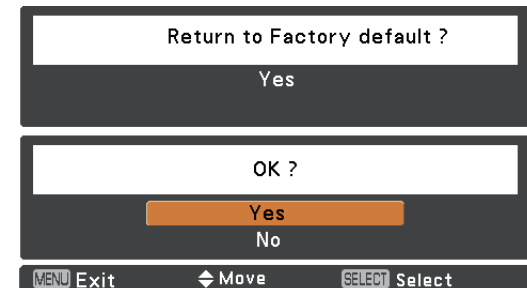 Return to Factory default ?
Yes
OK ?
Yes
No
MENU Exit Move SELECT Select